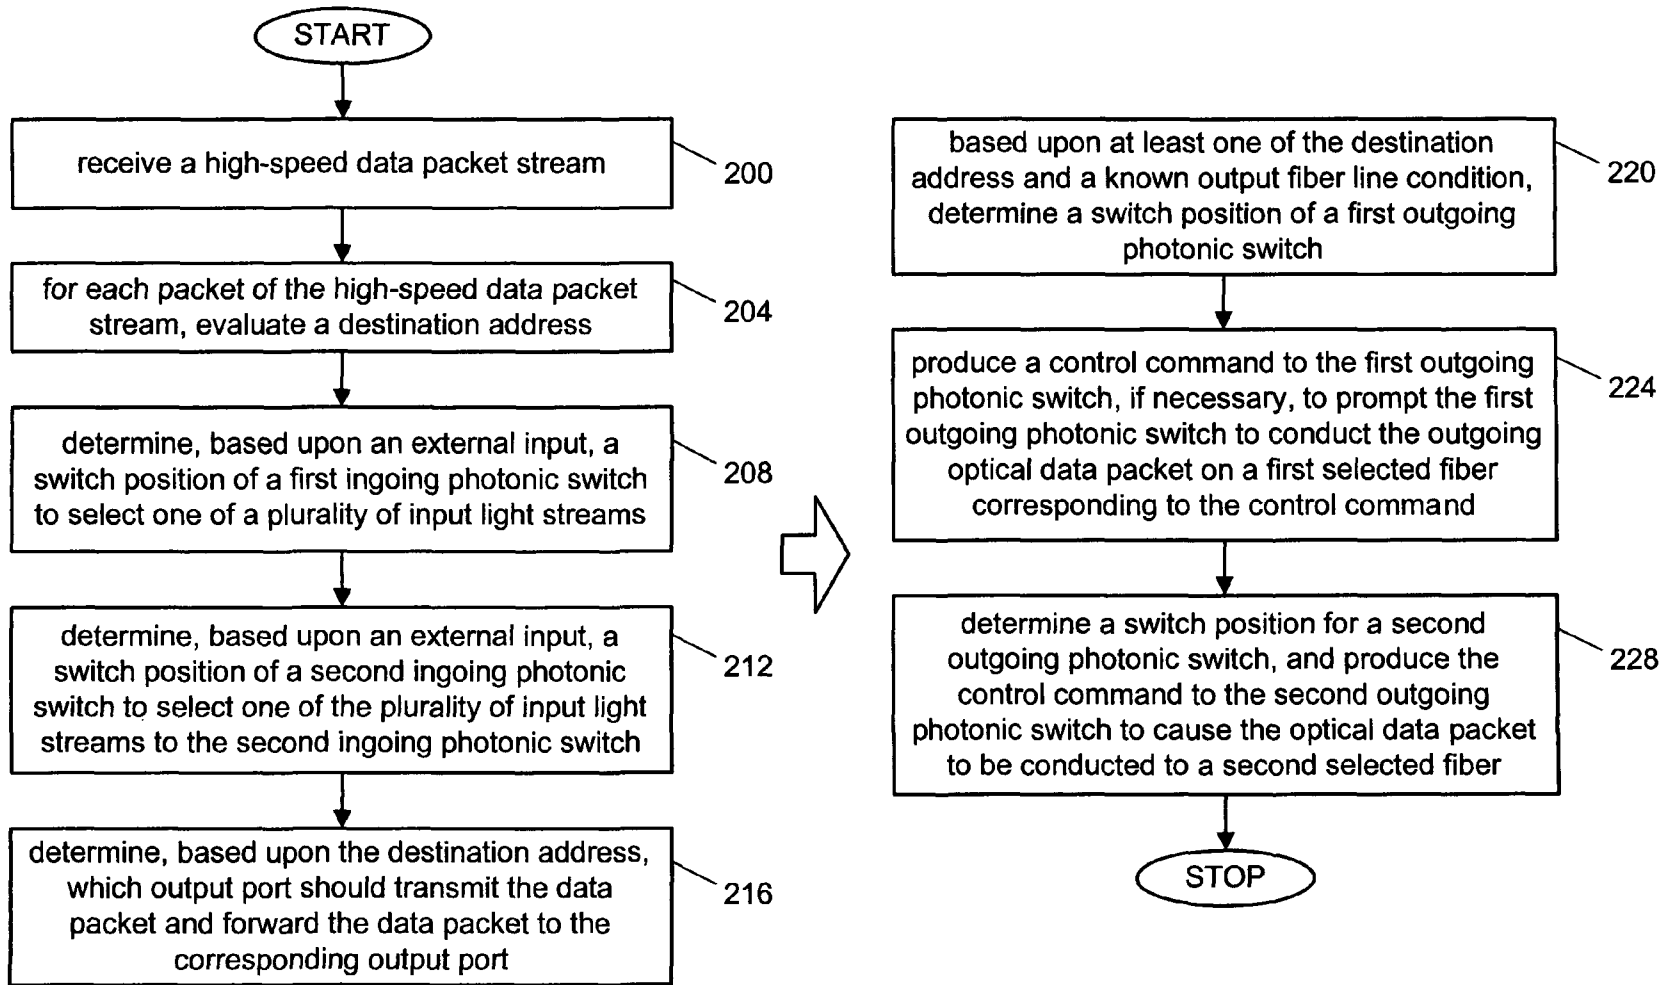 START
receive a high-speed data packet stream
200
for each packet of the high-speed data packet
stream, evaluate a destination address
204
determine, based upon an external input, a
switch position of a first ingoing photonic switch
to select one of a plurality of input light streams
208
determine, based upon an external input, a
switch position of a second ingoing photonic
switch to select one of the plurality of input light
streams to the second ingoing photonic switch
212
determine, based upon the destination address,
which output port should transmit the data
packet and forward the data packet to the
corresponding output port
216
based upon at least one of the destination
address and a known output fiber line condition,
determine a switch position of a first outgoing
photonic switch
220
produce a control command to the first outgoing
photonic switch, if necessary, to prompt the first
outgoing photonic switch to conduct the outgoing
optical data packet on a first selected fiber
corresponding to the control command
224
determine a switch position for a second
outgoing photonic switch, and produce the
control command to the second outgoing
photonic switch to cause the optical data packet
to be conducted to a second selected fiber
228
STOP